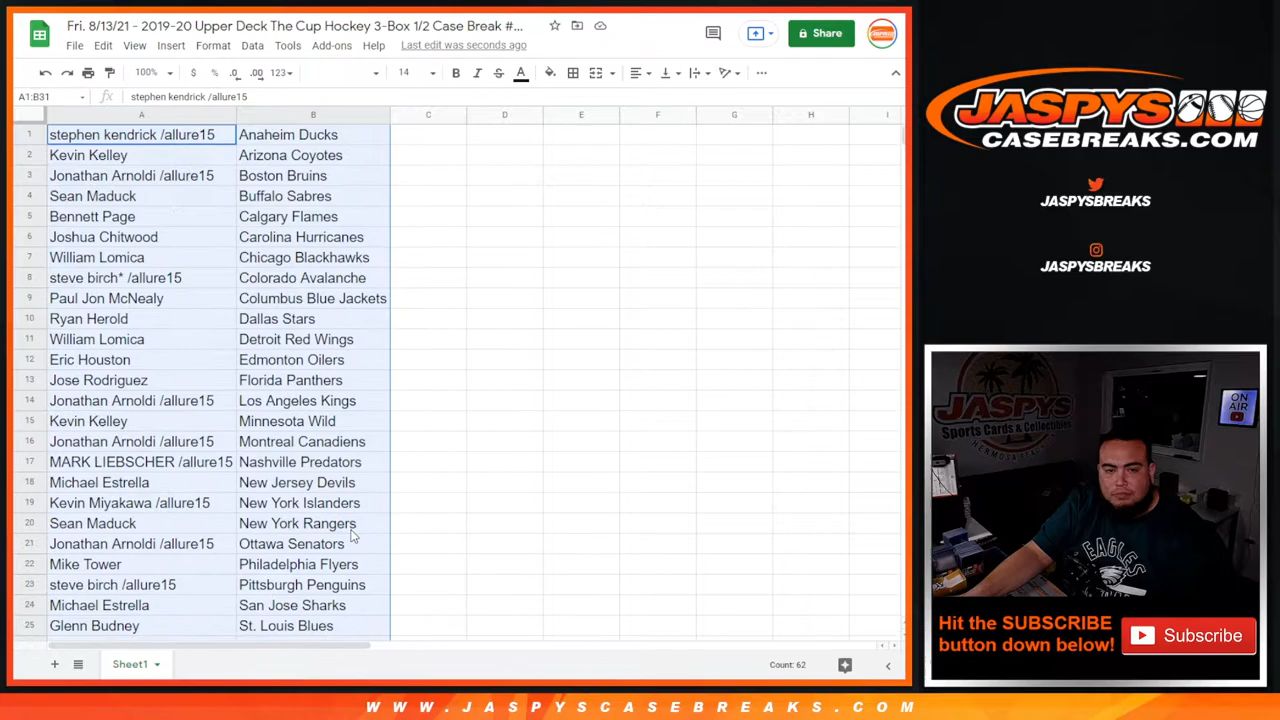 Fri. 8/13/21 - 2019-20 Upper Deck The Cup Hockey 3-Box 1/2 Case Break #...
File Edit View Insert Format Data Tools Add-ons Help Last edit was seconds ago
Share
100% $ % .0 .00 123 14 B I S A
A1:B31 fx stephen kendrick /allure15
A B C D E F G H I
1 stephen kendrick /allure15 Anaheim Ducks
2 Kevin Kelley Arizona Coyotes
3 Jonathan Arnoldi /allure15 Boston Bruins
4 Sean Maduck Buffalo Sabres
5 Bennett Page Calgary Flames
6 Joshua Chitwood Carolina Hurricanes
7 William Lomica Chicago Blackhawks
8 steve birch* /allure15 Colorado Avalanche
9 Paul Jon McNealy Columbus Blue Jackets
10 Ryan Herold Dallas Stars
11 William Lomica Detroit Red Wings
12 Eric Houston Edmonton Oilers
13 Jose Rodriguez Florida Panthers
14 Jonathan Arnoldi /allure15 Los Angeles Kings
15 Kevin Kelley Minnesota Wild
16 Jonathan Arnoldi /allure15 Montreal Canadiens
17 MARK LIEBSCHER /allure15 Nashville Predators
18 Michael Estrella New Jersey Devils
19 Kevin Miyakawa /allure15 New York Islanders
20 Sean Maduck New York Rangers
21 Jonathan Arnoldi /allure15 Ottawa Senators
22 Mike Tower Philadelphia Flyers
23 steve birch /allure15 Pittsburgh Penguins
24 Michael Estrella San Jose Sharks
25 Glenn Budney St. Louis Blues
Sheet1 Count: 62
JASPYS
CASEBREAKS.COM
JASPYSBREAKS
JASPYSBREAKS
JASPYS
Sports Cards & Collectibles
HERMOSA BEACH
ON
AIR
EAGLES
Hit the SUBSCRIBE
button down below!
Subscribe
WWW.JASPYSCASEBREAKS.COM